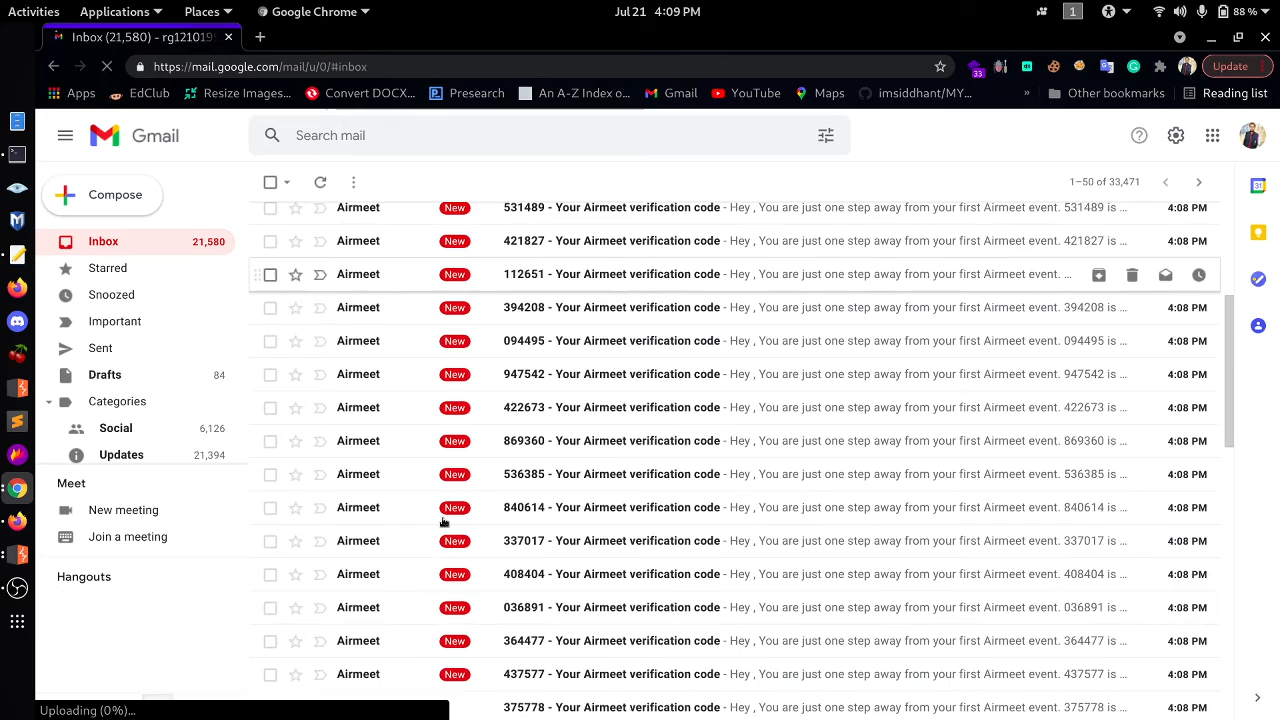 Activities Applications Places Google Chrome Jul 21 4:09 PM 1 88 %
Inbox (21,580) - rg121019
https://mail.google.com/mail/u/0/#inbox 33 Update
Apps EdClub Resize Images... Convert DOCX... Presearch An A-Z Index o... Gmail YouTube Maps imsiddhant/MY... » Other bookmarks Reading list
Gmail Search mail
Compose 1–50 of 33,471
Airmeet New 531489 - Your Airmeet verification code - Hey , You are just one step away from your first Airmeet event. 531489 is ... 4:08 PM
Inbox 21,580 Airmeet New 421827 - Your Airmeet verification code - Hey , You are just one step away from your first Airmeet event. 421827 is ... 4:08 PM
Starred Airmeet New 112651 - Your Airmeet verification code - Hey , You are just one step away from your first Airmeet event. ...
Snoozed Airmeet New 394208 - Your Airmeet verification code - Hey , You are just one step away from your first Airmeet event. 394208 is ... 4:08 PM
Important Airmeet New 094495 - Your Airmeet verification code - Hey , You are just one step away from your first Airmeet event. 094495 is ... 4:08 PM
Sent
Drafts 84 Airmeet New 947542 - Your Airmeet verification code - Hey , You are just one step away from your first Airmeet event. 947542 is ... 4:08 PM
Categories Airmeet New 422673 - Your Airmeet verification code - Hey , You are just one step away from your first Airmeet event. 422673 is ... 4:08 PM
Social 6,126 Airmeet New 869360 - Your Airmeet verification code - Hey , You are just one step away from your first Airmeet event. 869360 is ... 4:08 PM
Updates 21,394
Meet Airmeet New 536385 - Your Airmeet verification code - Hey , You are just one step away from your first Airmeet event. 536385 is ... 4:08 PM
New meeting Airmeet New 840614 - Your Airmeet verification code - Hey , You are just one step away from your first Airmeet event. 840614 is ... 4:08 PM
Join a meeting Airmeet New 337017 - Your Airmeet verification code - Hey , You are just one step away from your first Airmeet event. 337017 is ... 4:08 PM
Hangouts Airmeet New 408404 - Your Airmeet verification code - Hey , You are just one step away from your first Airmeet event. 408404 is ... 4:08 PM
Airmeet New 036891 - Your Airmeet verification code - Hey , You are just one step away from your first Airmeet event. 036891 is ... 4:08 PM
Airmeet New 364477 - Your Airmeet verification code - Hey , You are just one step away from your first Airmeet event. 364477 is ... 4:08 PM
Airmeet New 437577 - Your Airmeet verification code - Hey , You are just one step away from your first Airmeet event. 437577 is ... 4:08 PM
375778 - Your Airmeet verification code - Hey , You are just one step away from your first Airmeet event. 375778 is ... 4:08 PM
Uploading (0%)...